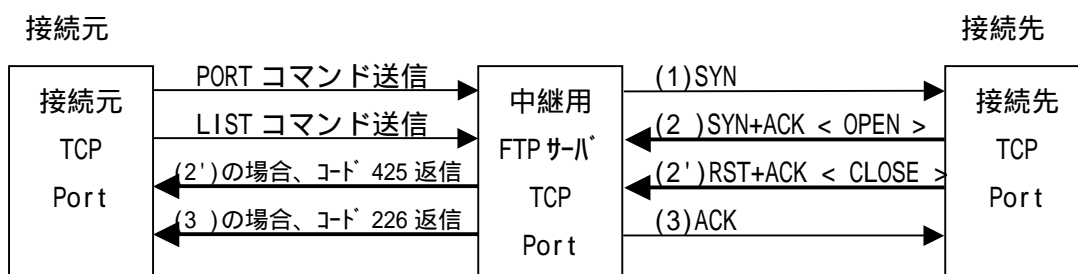 接続元
接続先
接続元
TCP
Port
PORT コマンド送信
LIST コマンド送信
(2')の場合、コード 425 返信
(3 )の場合、コード 226 返信
中継用
FTP サーバ
TCP
Port
(1)SYN
(2 )SYN+ACK < OPEN >
(2')RST+ACK < CLOSE >
(3)ACK
接続先
TCP
Port